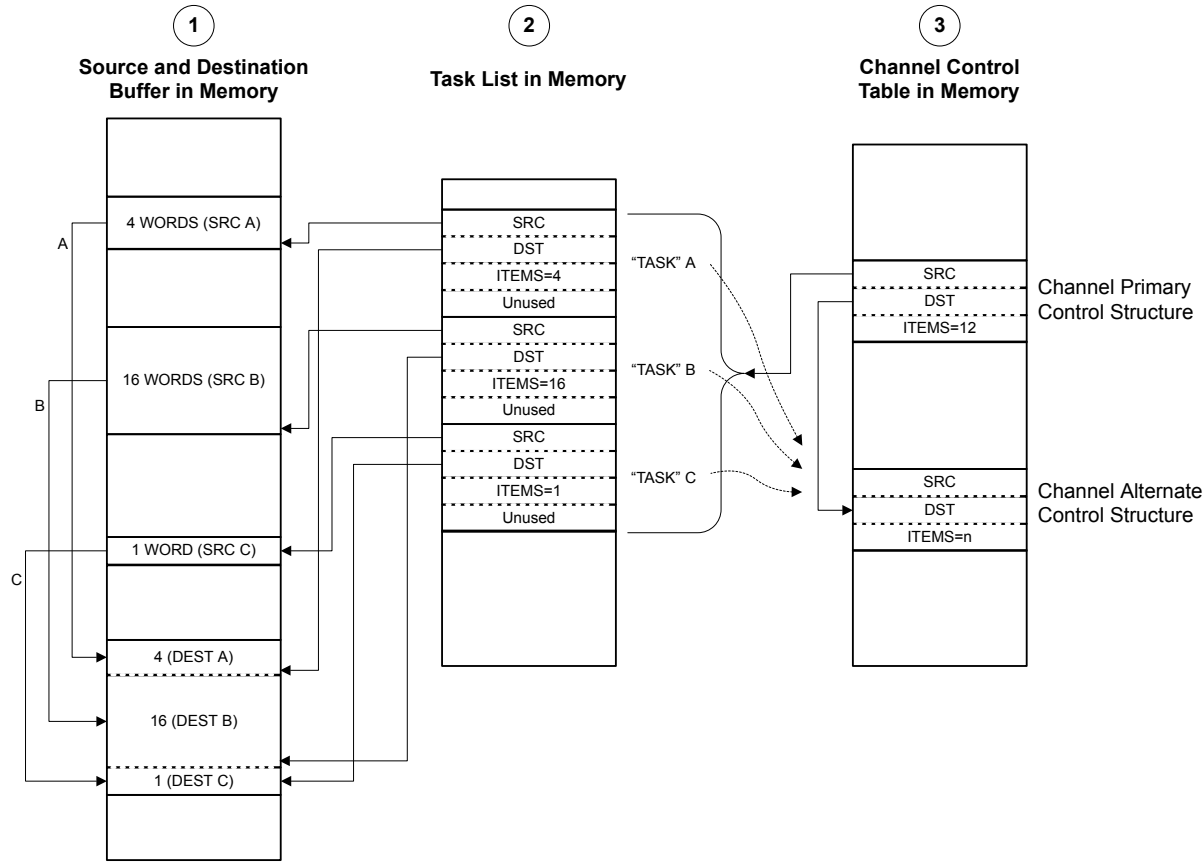 1
Source and Destination
Buffer in Memory
4 WORDS (SRC A)
16 WORDS (SRC B)
1 WORD (SRC C)
4 (DEST A)
16 (DEST B)
1 (DEST C)
A
B
C
2
Task List in Memory
SRC
DST
ITEMS=4
Unused
SRC
DST
ITEMS=16
Unused
SRC
DST
ITEMS=1
Unused
“TASK” A
“TASK” B
“TASK” C
3
Channel Control
Table in Memory
SRC
DST
ITEMS=12
Channel Primary
Control Structure
SRC
DST
ITEMS=n
Channel Alternate
Control Structure